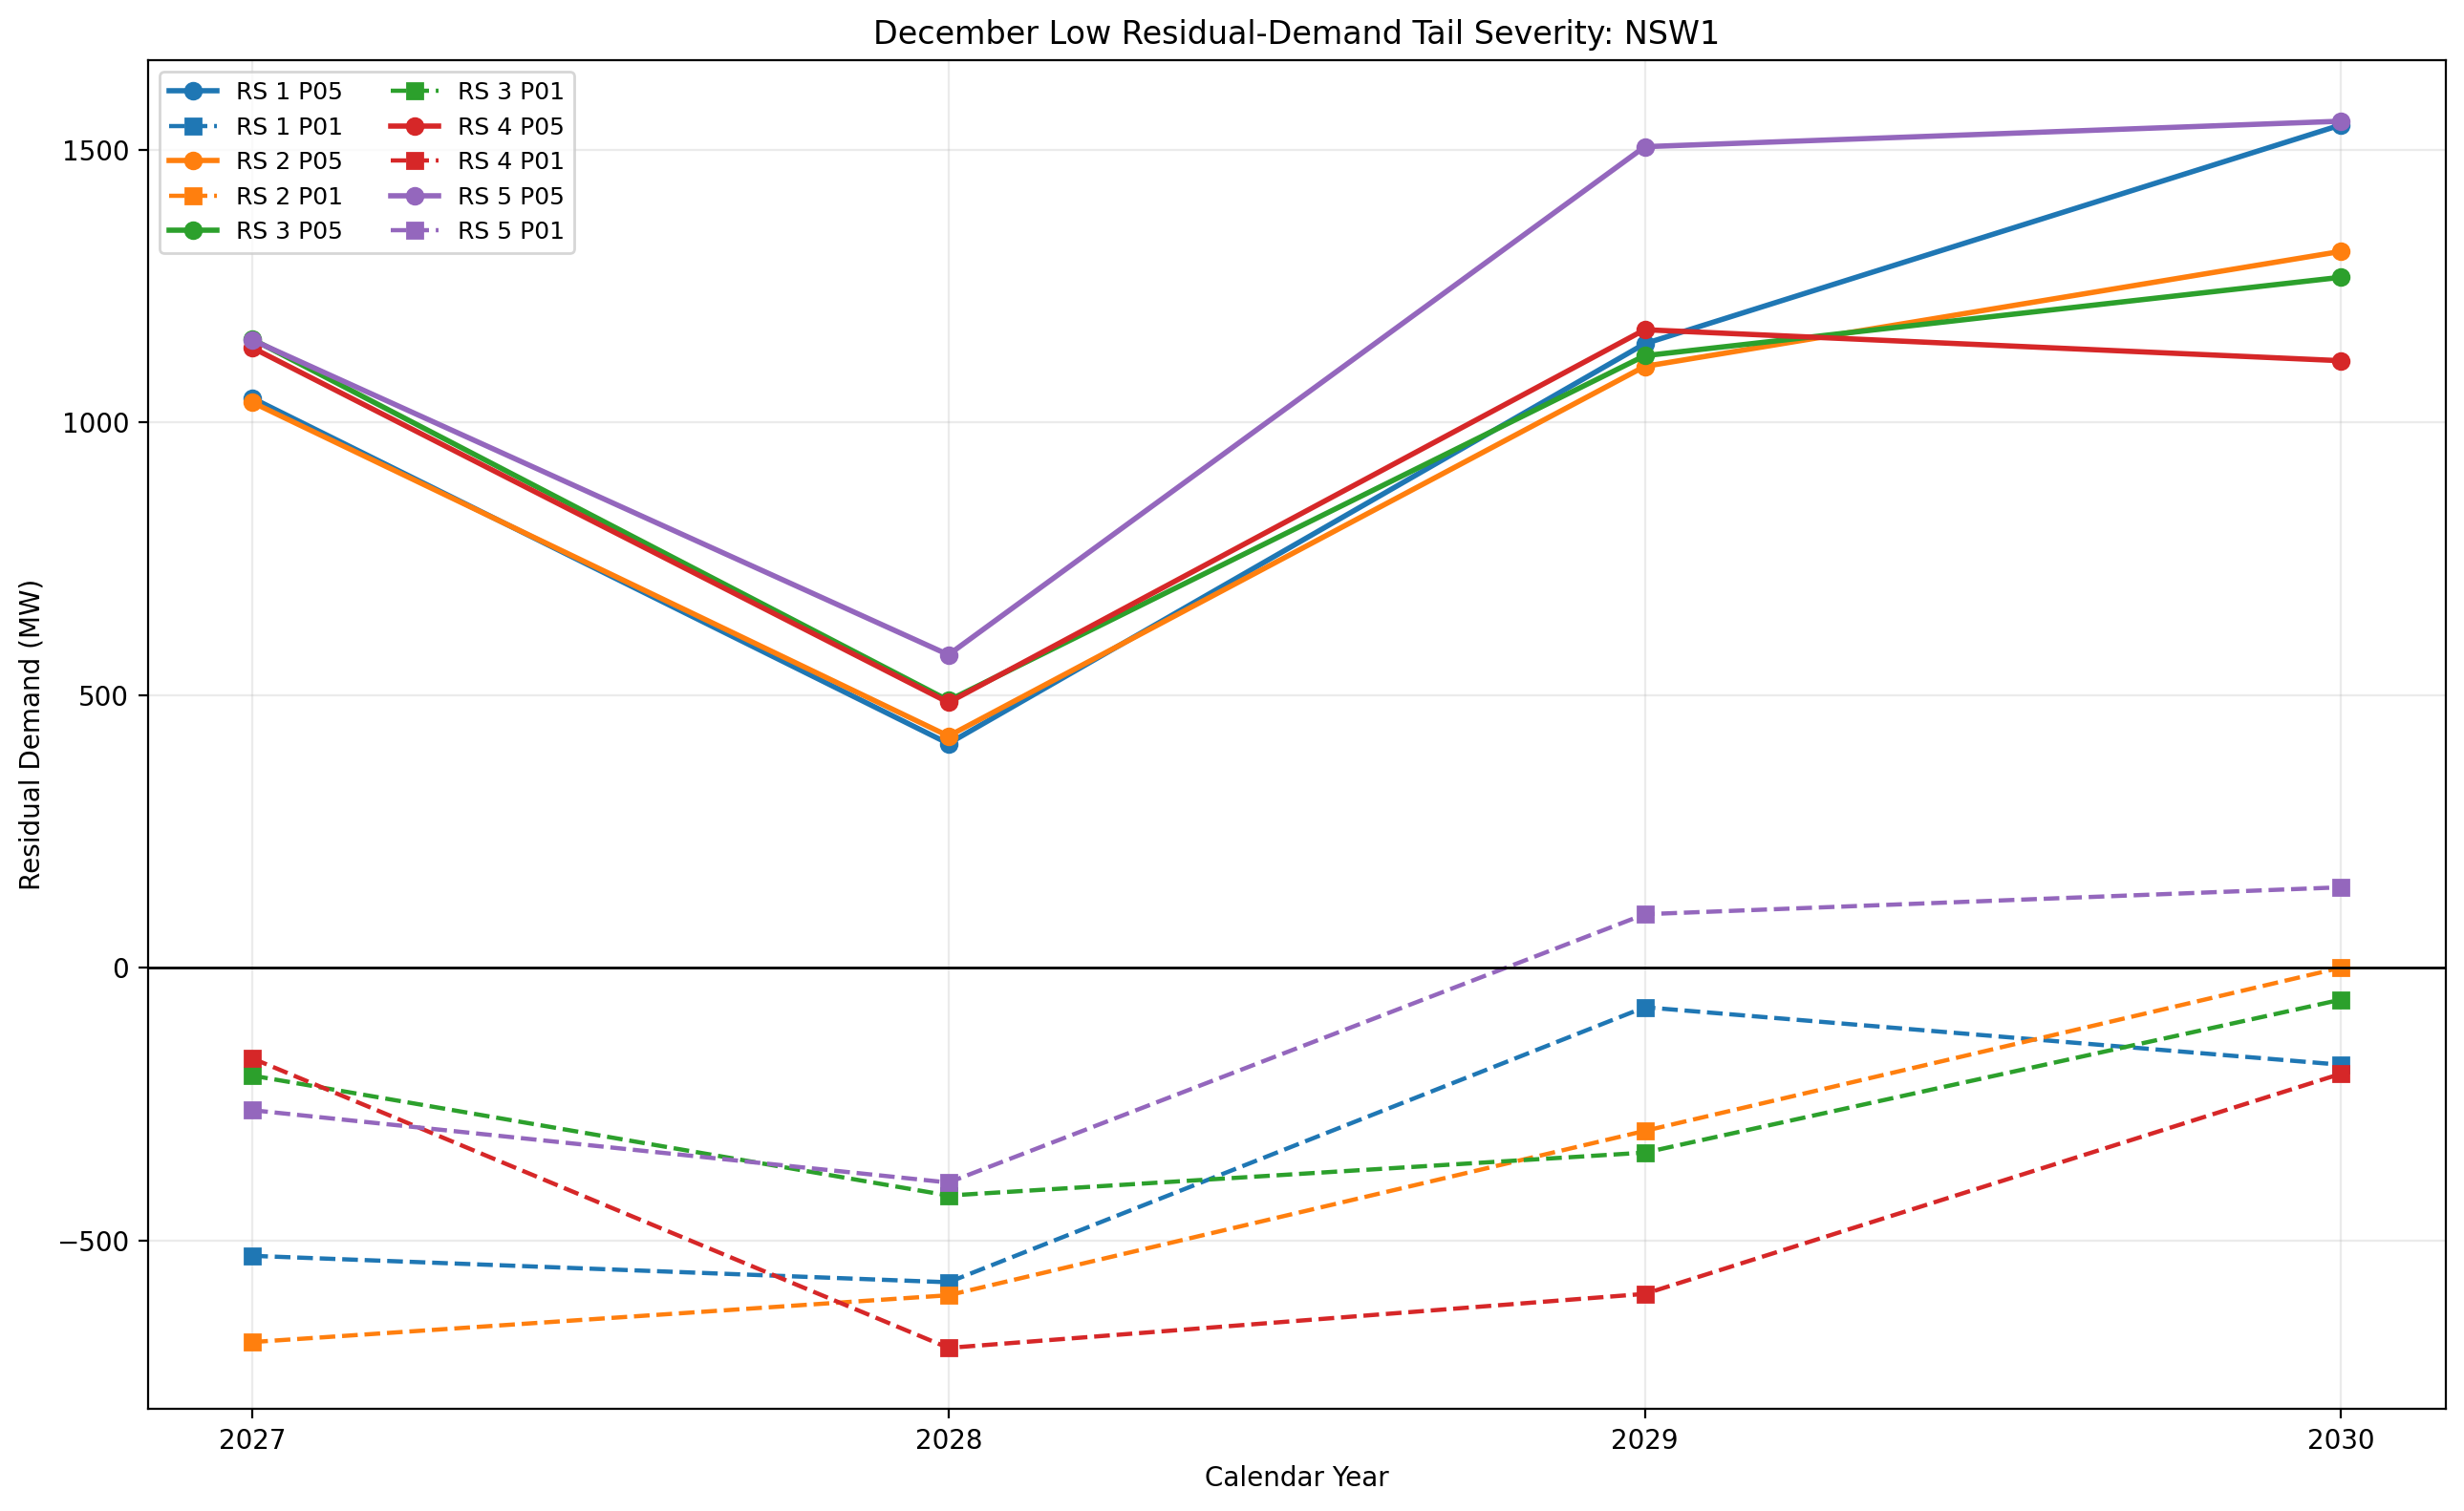 December Low Residual-Demand Tail Severity: NSW1
RS 1 P05
RS 1 P01
RS 2 P05
RS 2 P01
RS 3 P05
RS 3 P01
RS 4 P05
RS 4 P01
RS 5 P05
RS 5 P01
Residual Demand (MW)
1500
1000
500
0
−500
2027
2028
2029
2030
Calendar Year